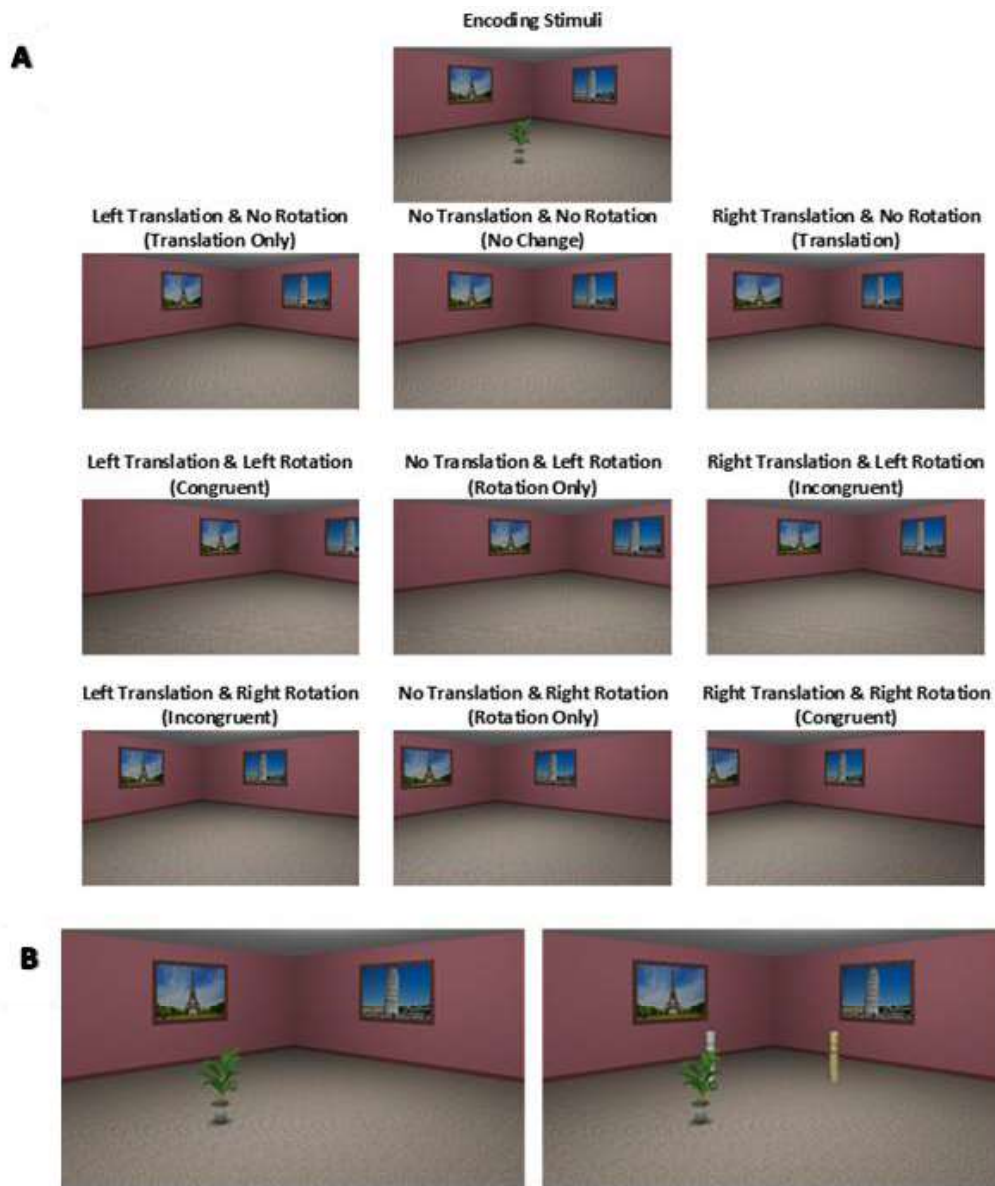 Encoding Stimuli
A
Left Translation & No Rotation
(Translation Only)
No Translation & No Rotation
(No Change)
Right Translation & No Rotation
(Translation)
Left Translation & Left Rotation
(Congruent)
No Translation & Left Rotation
(Rotation Only)
Right Translation & Left Rotation
(Incongruent)
Left Translation & Right Rotation
(Incongruent)
No Translation & Right Rotation
(Rotation Only)
Right Translation & Right Rotation
(Congruent)
B